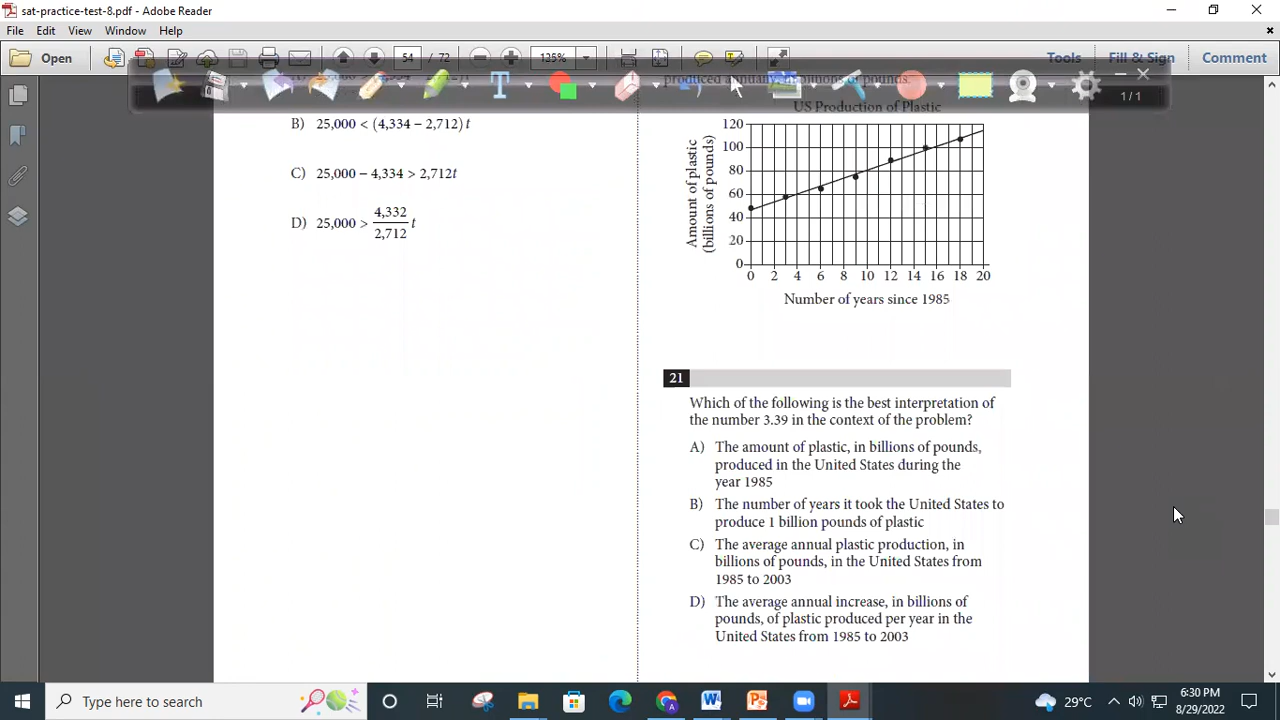 sat-practice-test-8.pdf - Adobe Reader
File Edit View Window Help
Open 54 / 72 125% Tools Fill & Sign Comment
produced annually, in billions of pounds.
1/1
B) 25,000 < (4,334 − 2,712)t
C) 25,000 − 4,334 > 2,712t
D) 25,000 > 4,332/2,712 t
US Production of Plastic
Amount of plastic
(billions of pounds)
120
100
80
60
40
20
0
0 2 4 6 8 10 12 14 16 18 20
Number of years since 1985
21
Which of the following is the best interpretation of
the number 3.39 in the context of the problem?
A) The amount of plastic, in billions of pounds,
produced in the United States during the
year 1985
B) The number of years it took the United States to
produce 1 billion pounds of plastic
C) The average annual plastic production, in
billions of pounds, in the United States from
1985 to 2003
D) The average annual increase, in billions of
pounds, of plastic produced per year in the
United States from 1985 to 2003
Type here to search
29°C
6:30 PM
8/29/2022